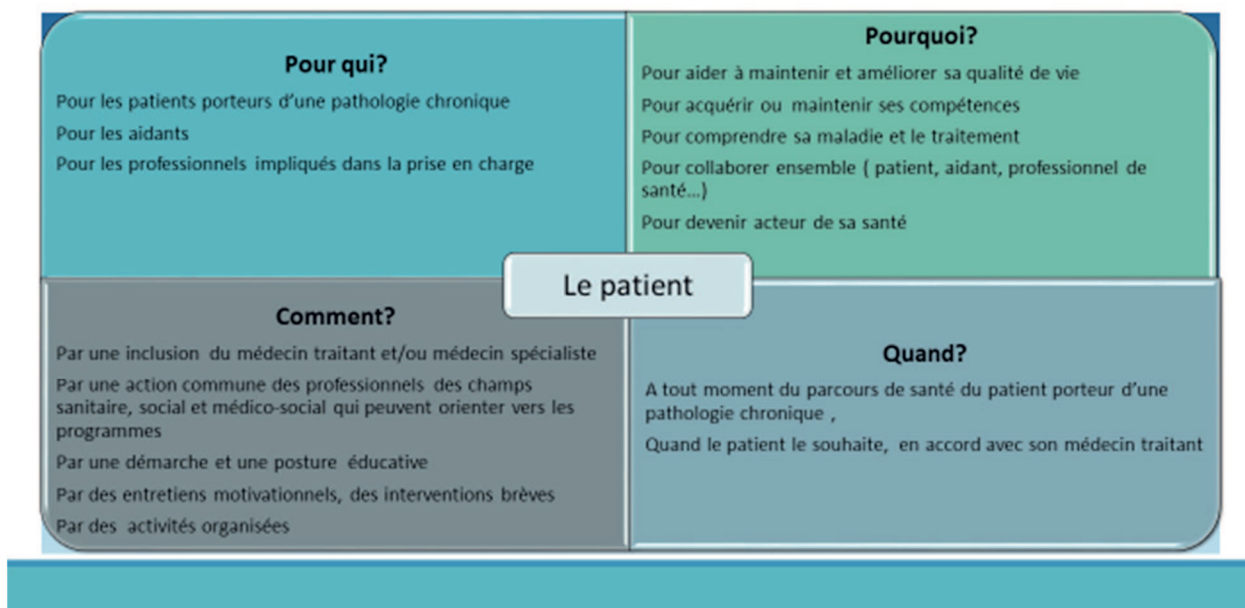 Pour qui?
Pour les patients porteurs d'une pathologie chronique
Pour les aidants
Pour les professionnels impliqués dans la prise en charge
Pourquoi?
Pour aider à maintenir et améliorer sa qualité de vie
Pour acquérir ou maintenir ses compétences
Pour comprendre sa maladie et le traitement
Pour collaborer ensemble ( patient, aidant, professionnel de
santé...)
Pour devenir acteur de sa santé
Le patient
Comment?
Par une inclusion du médecin traitant et/ou médecin spécialiste
Par une action commune des professionnels des champs
sanitaire, social et médico-social qui peuvent orienter vers les
programmes
Par une démarche et une posture éducative
Par des entretiens motivationnels, des interventions brèves
Par des activités organisées
Quand?
A tout moment du parcours de santé du patient porteur d'une
pathologie chronique ,
Quand le patient le souhaite, en accord avec son médecin traitant